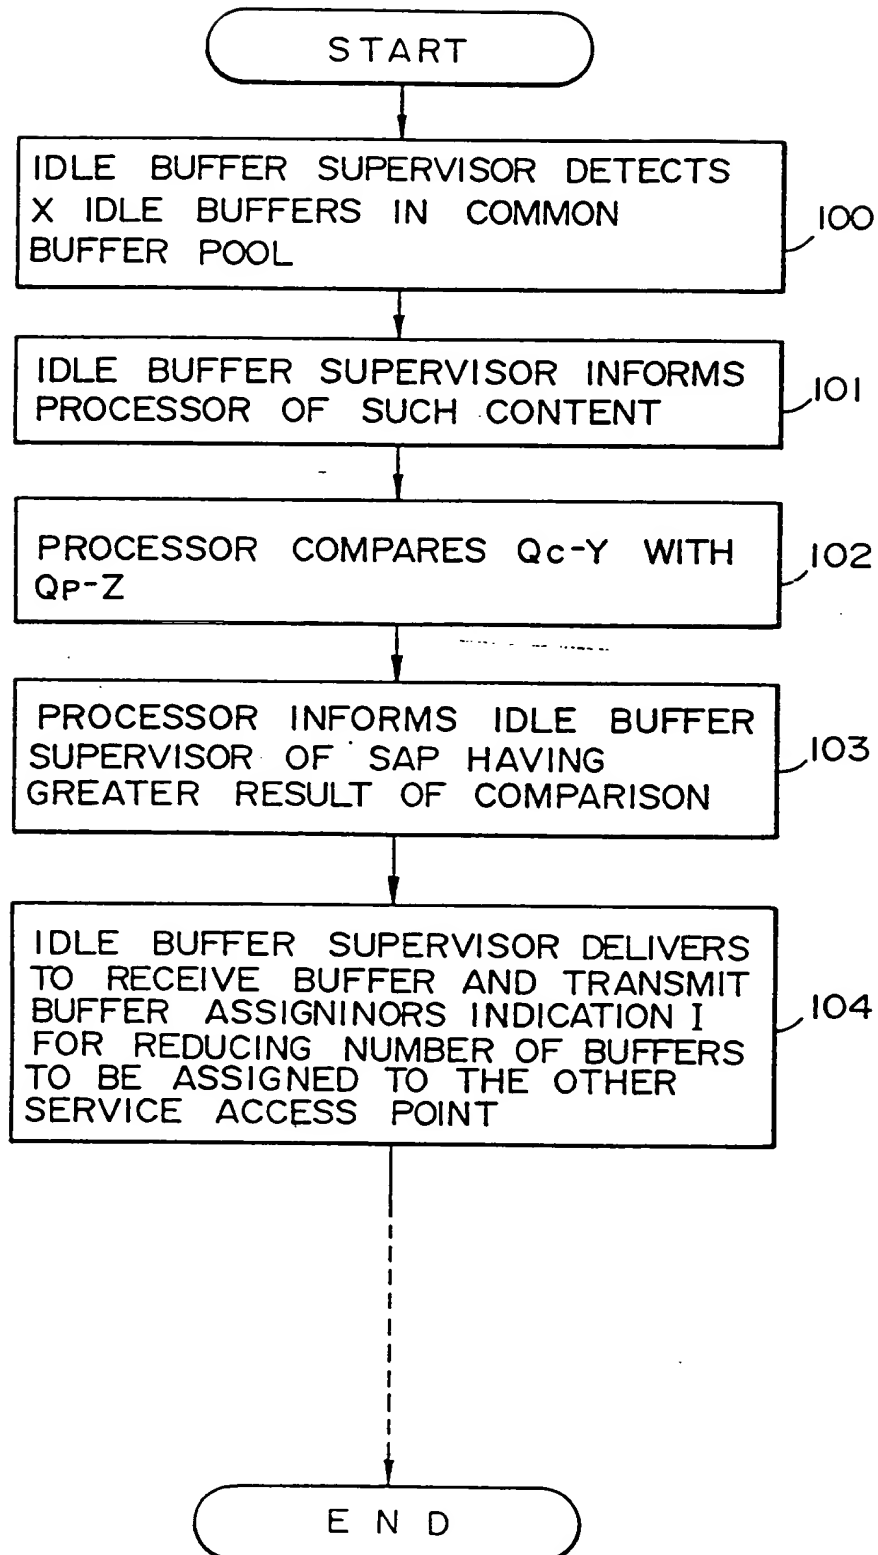 START
IDLE BUFFER SUPERVISOR DETECTS
X IDLE BUFFERS IN COMMON
BUFFER POOL
100
IDLE BUFFER SUPERVISOR INFORMS
PROCESSOR OF SUCH CONTENT
101
PROCESSOR COMPARES Qc-Y WITH
Qp-Z
102
PROCESSOR INFORMS IDLE BUFFER
SUPERVISOR OF SAP HAVING
GREATER RESULT OF COMPARISON
103
IDLE BUFFER SUPERVISOR DELIVERS
TO RECEIVE BUFFER AND TRANSMIT
BUFFER ASSIGNINORS INDICATION I
FOR REDUCING NUMBER OF BUFFERS
TO BE ASSIGNED TO THE OTHER
SERVICE ACCESS POINT
104
END